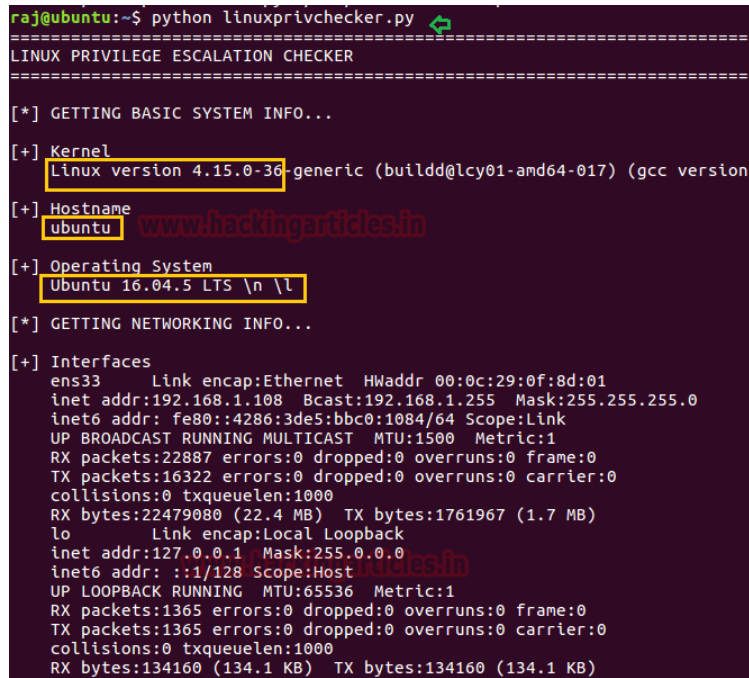 raj@ubuntu:~$ python linuxprivchecker.py
=================================================================
LINUX PRIVILEGE ESCALATION CHECKER
=================================================================
[*] GETTING BASIC SYSTEM INFO...
[+] Kernel
Linux version 4.15.0-36-generic (buildd@lcy01-amd64-017) (gcc version
[+] Hostname
ubuntu
www.hackingarticles.in
[+] Operating System
Ubuntu 16.04.5 LTS \n \l
[*] GETTING NETWORKING INFO...
[+] Interfaces
ens33 Link encap:Ethernet HWaddr 00:0c:29:0f:8d:01
inet addr:192.168.1.108 Bcast:192.168.1.255 Mask:255.255.255.0
inet6 addr: fe80::4286:3de5:bbc0:1084/64 Scope:Link
UP BROADCAST RUNNING MULTICAST MTU:1500 Metric:1
RX packets:22887 errors:0 dropped:0 overruns:0 frame:0
TX packets:16322 errors:0 dropped:0 overruns:0 carrier:0
collisions:0 txqueuelen:1000
RX bytes:22479080 (22.4 MB) TX bytes:1761967 (1.7 MB)
lo Link encap:Local Loopback
inet addr:127.0.0.1 Mask:255.0.0.0
www.hackingarticles.in
inet6 addr: ::1/128 Scope:Host
UP LOOPBACK RUNNING MTU:65536 Metric:1
RX packets:1365 errors:0 dropped:0 overruns:0 frame:0
TX packets:1365 errors:0 dropped:0 overruns:0 carrier:0
collisions:0 txqueuelen:1000
RX bytes:134160 (134.1 KB) TX bytes:134160 (134.1 KB)